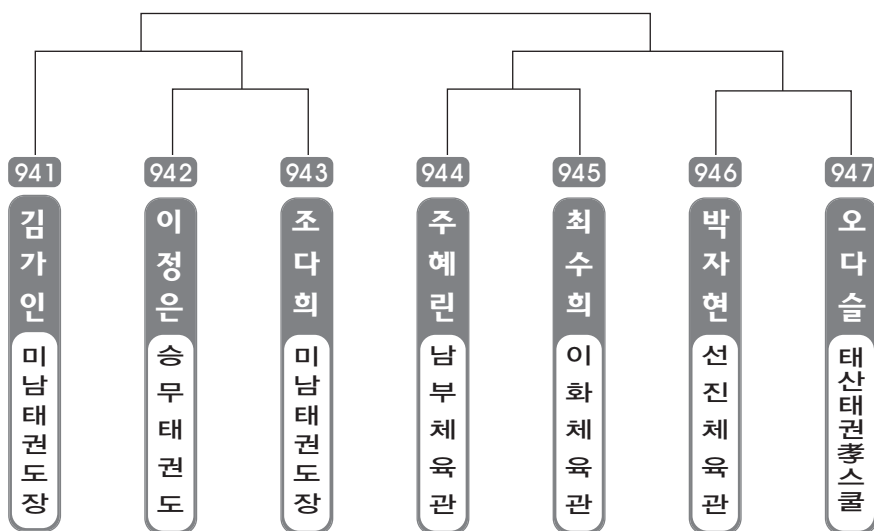 941
김가인
미남태권도장
942
이정은
승무태권도
943
조다희
미남태권도장
944
주혜린
남부체육관
945
최수희
이화체육관
946
박자현
선진체육관
947
오다슬
태산태권孝스쿨